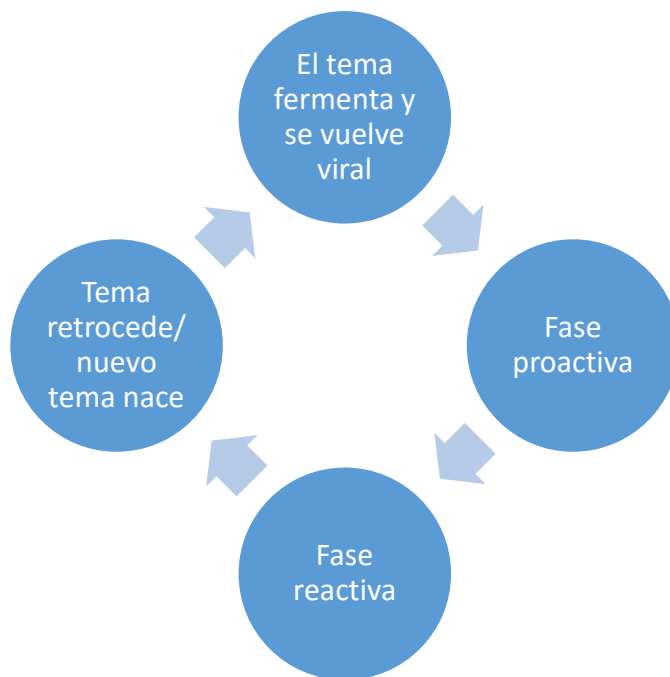 El tema
fermenta y
se vuelve
viral
Fase
proactiva
Fase
reactiva
Tema
retrocede/
nuevo
tema nace